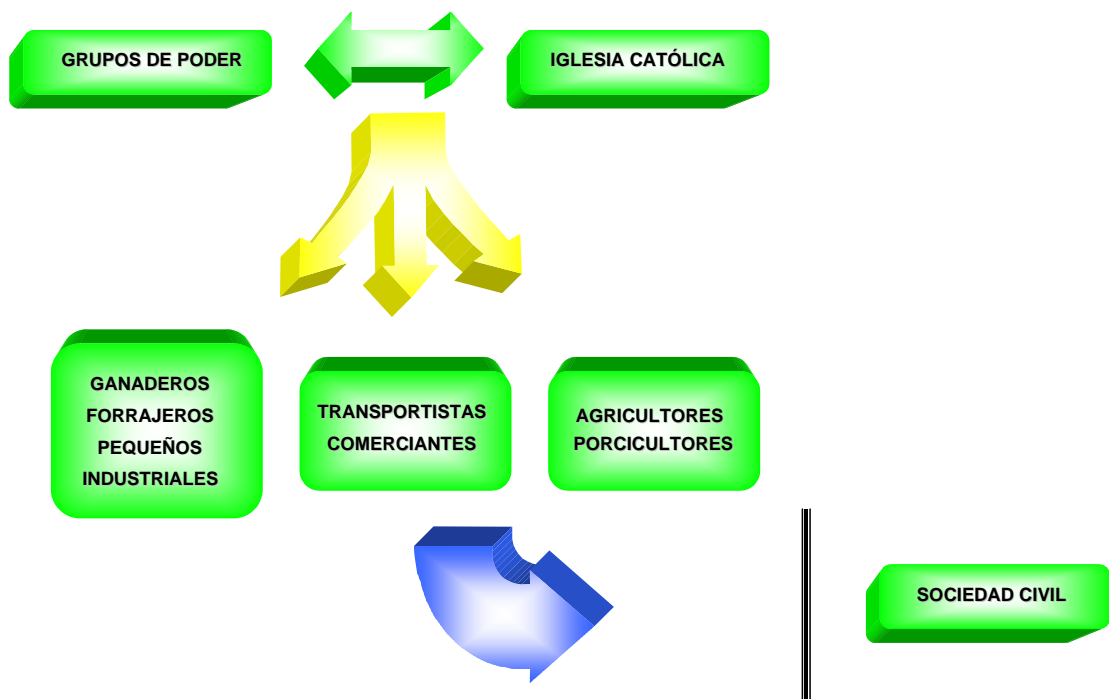 GRUPOS DE PODER
IGLESIA CATÓLICA
GANADEROS
FORRAJEROS
PEQUEÑOS
INDUSTRIALES
TRANSPORTISTAS
COMERCIANTES
AGRICULTORES
PORCICULTORES
SOCIEDAD CIVIL